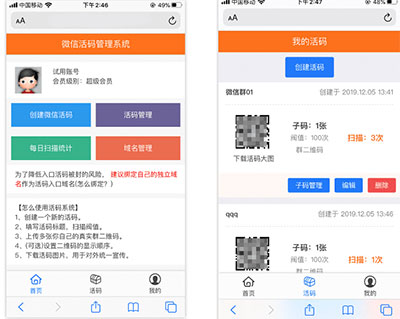 中国移动 下午2:46
AA
微信活码管理系统
试用账号
会员级别：超级会员
创建微信活码
活码管理
每日扫描统计
域名管理
为了降低入口活码被封的风险，建议绑定自己的独立域
名作为活码入口域名(怎么绑定？)
【怎么使用活码系统】
1、创建一个新的活码。
2、填写活码标题，扫描阈值。
3、上传多张你自己的真实群二维码。
4、(可选)设置二维码的显示顺序。
5、下载活码图片，用于对外统一宣传。
首页
活码
我的
中国移动 下午2:47 48%
AA
我的活码
创建活码
微信群01 创建于 2019.12.05 13:41
子码：1张
阈值：100次
群二维码
扫描：3次
下载活码大图
子码管理
编辑
删除
qqq 创建于 2019.12.05 13:46
子码：1张
阈值：100次
群二维码
扫描：1次
首页
活码
我的